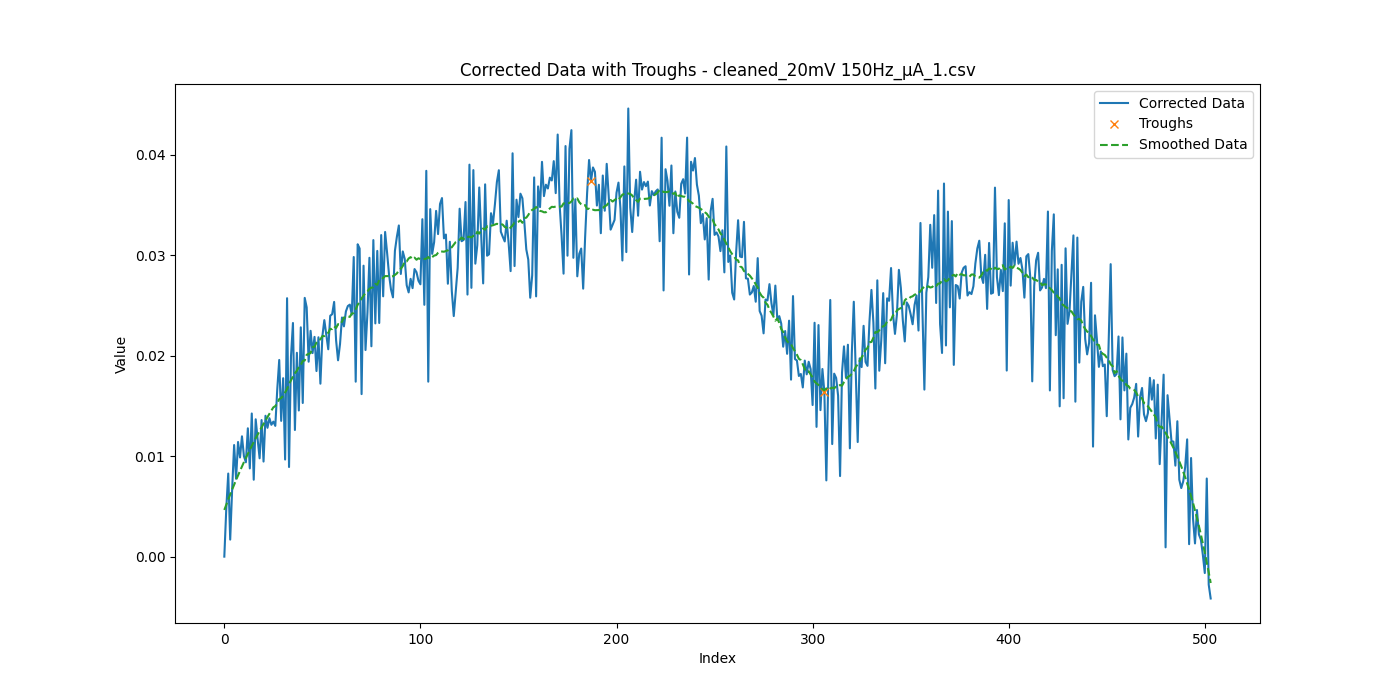 Corrected Data with Troughs - cleaned_20mV 150Hz_μA_1.csv
Corrected Data
Troughs
Smoothed Data
Value
0.04
0.03
0.02
0.01
0.00
0 100 200 300 400 500
Index